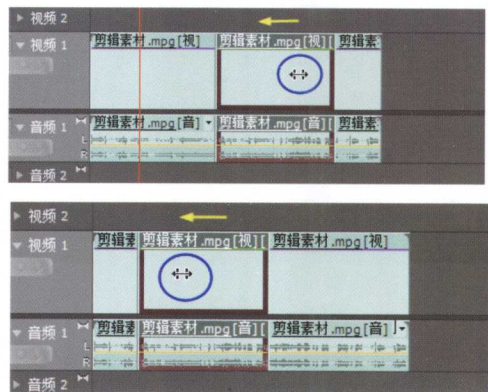 视频 2
视频 1
剪辑素材.mpg[视]
剪辑素材.mpg[视][
剪辑素
音频 1
剪辑素材.mpg[音]
剪辑素材.mpg[音][
剪辑素
L
R
音频 2
视频 2
视频 1
剪辑素
剪辑素材.mpg[视][
剪辑素材.mpg[视]
音频 1
剪辑素
剪辑素材.mpg[音][
剪辑素材.mpg[音]
L
R
音频 2